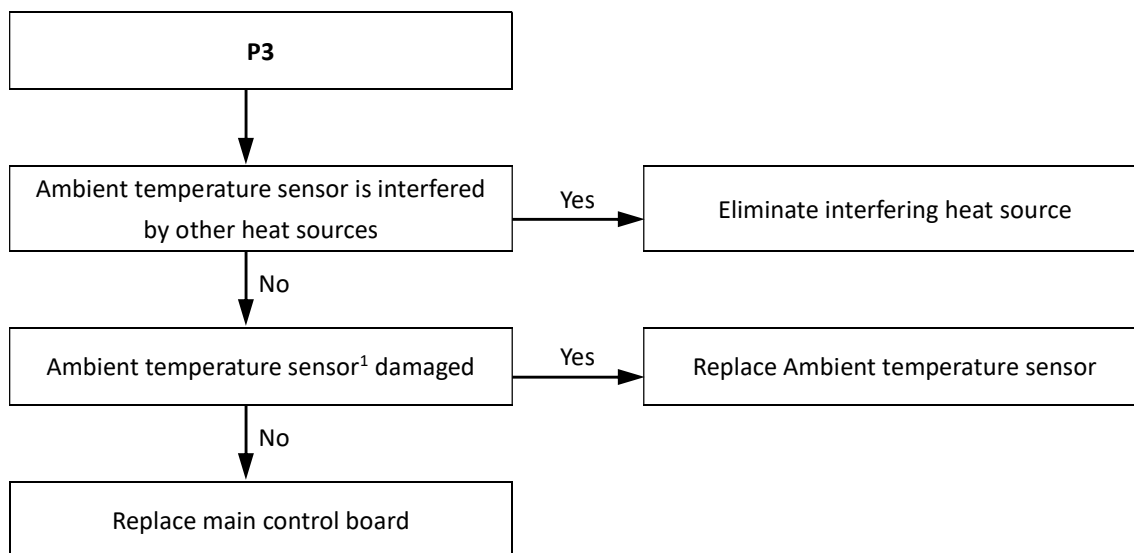 P3
Ambient temperature sensor is interfered
by other heat sources
Yes
Eliminate interfering heat source
No
Ambient temperature sensor¹ damaged
Yes
Replace Ambient temperature sensor
No
Replace main control board